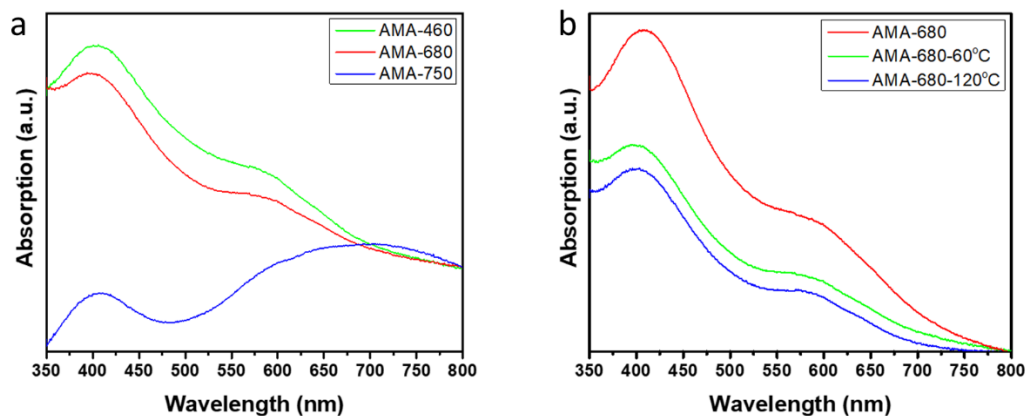 a
AMA-460
AMA-680
AMA-750
Absorption (a.u.)
350 400 450 500 550 600 650 700 750 800
Wavelength (nm)
b
AMA-680
AMA-680-60°C
AMA-680-120°C
Absorption (a.u.)
350 400 450 500 550 600 650 700 750 800
Wavelength (nm)